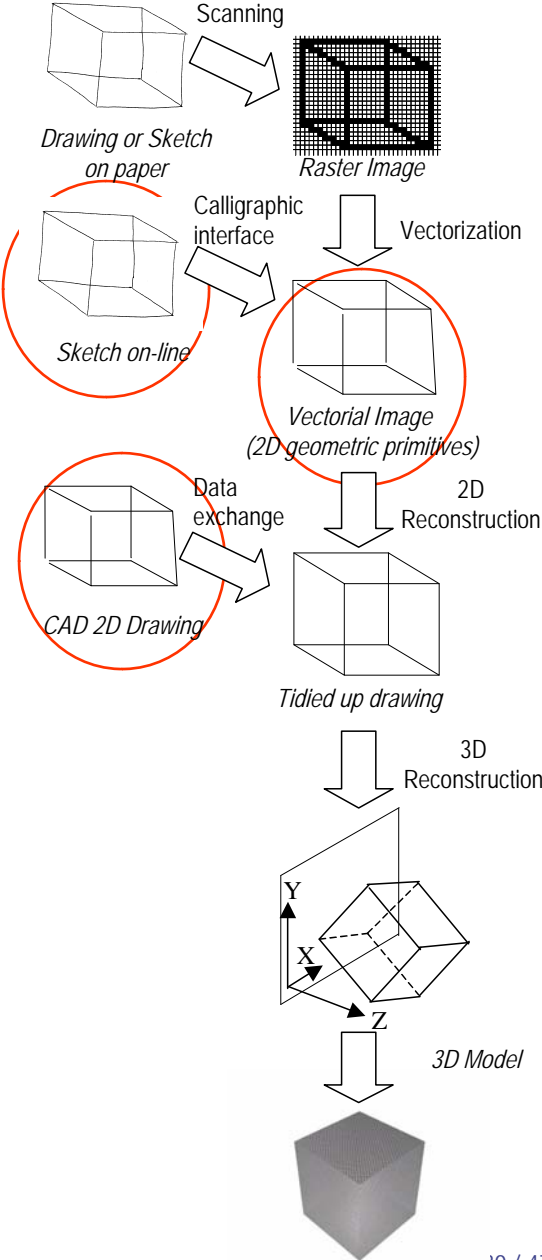 Scanning
Drawing or Sketch
on paper
Raster Image
Calligraphic
interface
Vectorization
Sketch on-line
Vectorial Image
(2D geometric primitives)
Data
exchange
2D
Reconstruction
CAD 2D Drawing
Tidied up drawing
3D
Reconstruction
Y
X
Z
3D Model